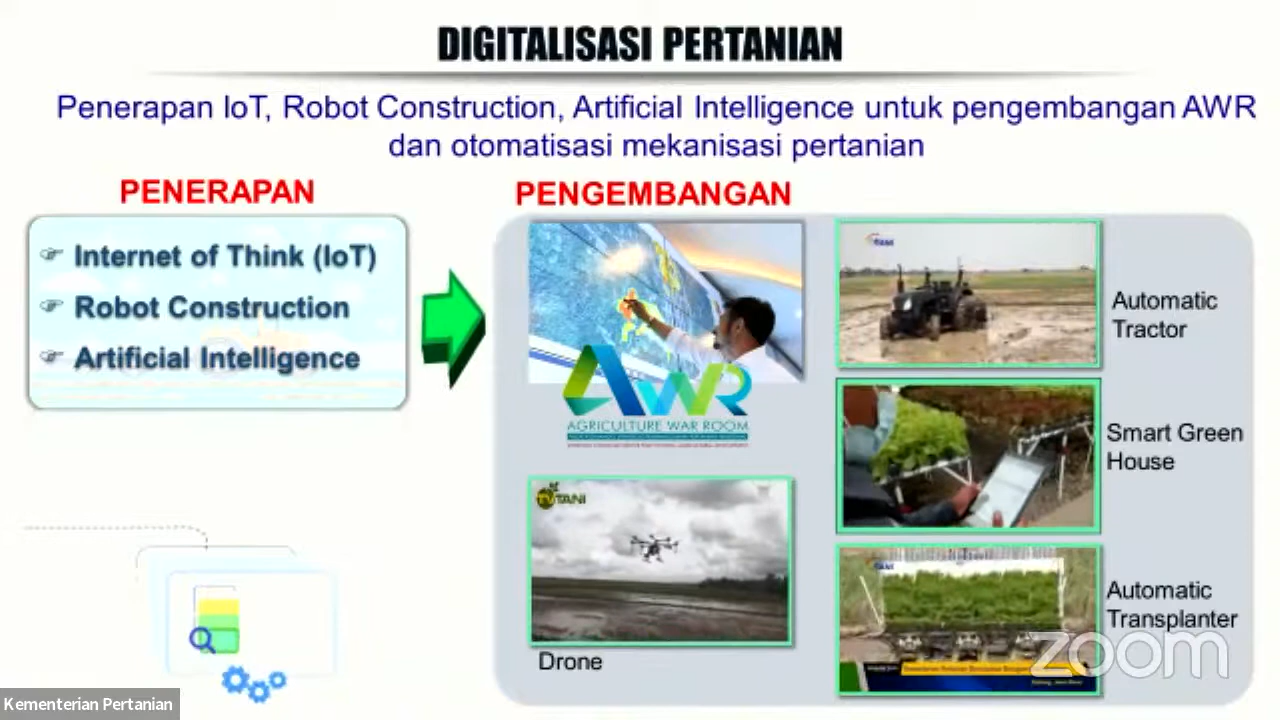 DIGITALISASI PERTANIAN
Penerapan IoT, Robot Construction, Artificial Intelligence untuk pengembangan AWR
dan otomatisasi mekanisasi pertanian
PENERAPAN
Internet of Think (IoT)
Robot Construction
Artificial Intelligence
PENGEMBANGAN
AWR
AGRICULTURE WAR ROOM
TV TANI
Drone
Automatic
Tractor
Smart Green
House
Automatic
Transplanter
zoom
Kementerian Pertanian